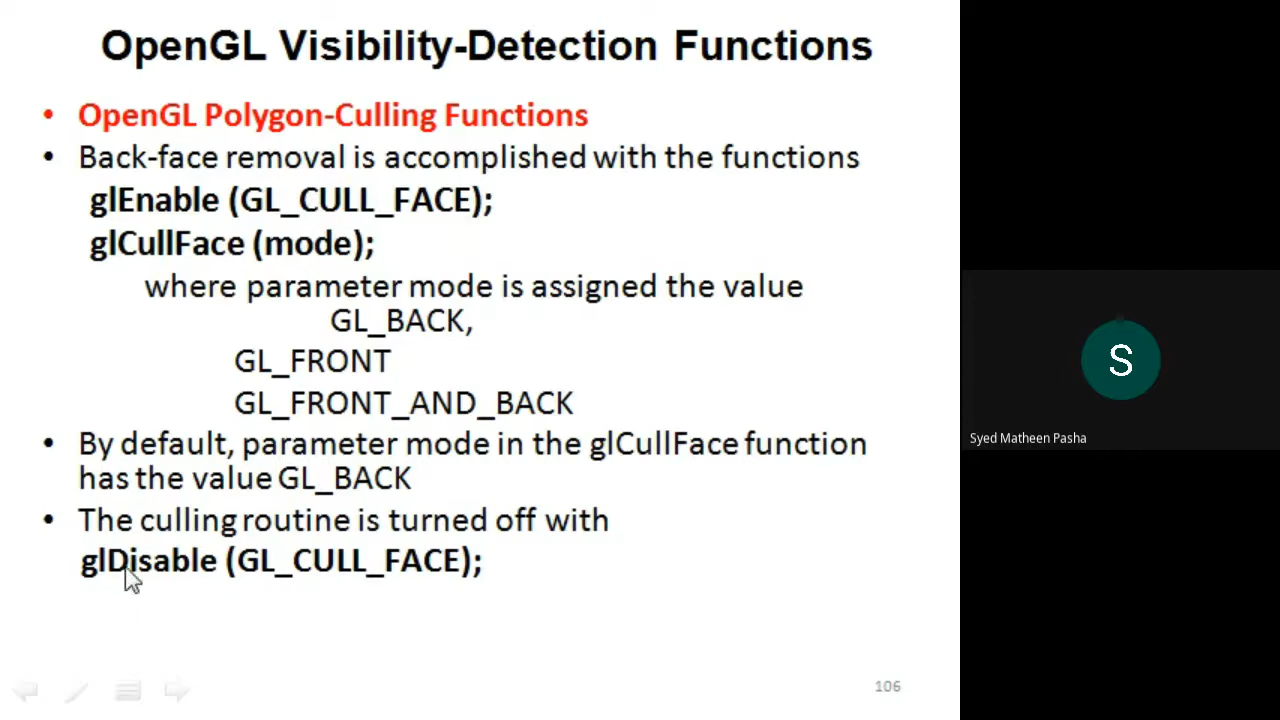 OpenGL Visibility-Detection Functions
• OpenGL Polygon-Culling Functions
• Back-face removal is accomplished with the functions
glEnable (GL_CULL_FACE);
glCullFace (mode);
where parameter mode is assigned the value
GL_BACK,
GL_FRONT
GL_FRONT_AND_BACK
• By default, parameter mode in the glCullFace function
has the value GL_BACK
• The culling routine is turned off with
glDisable (GL_CULL_FACE);
106
S
Syed Matheen Pasha